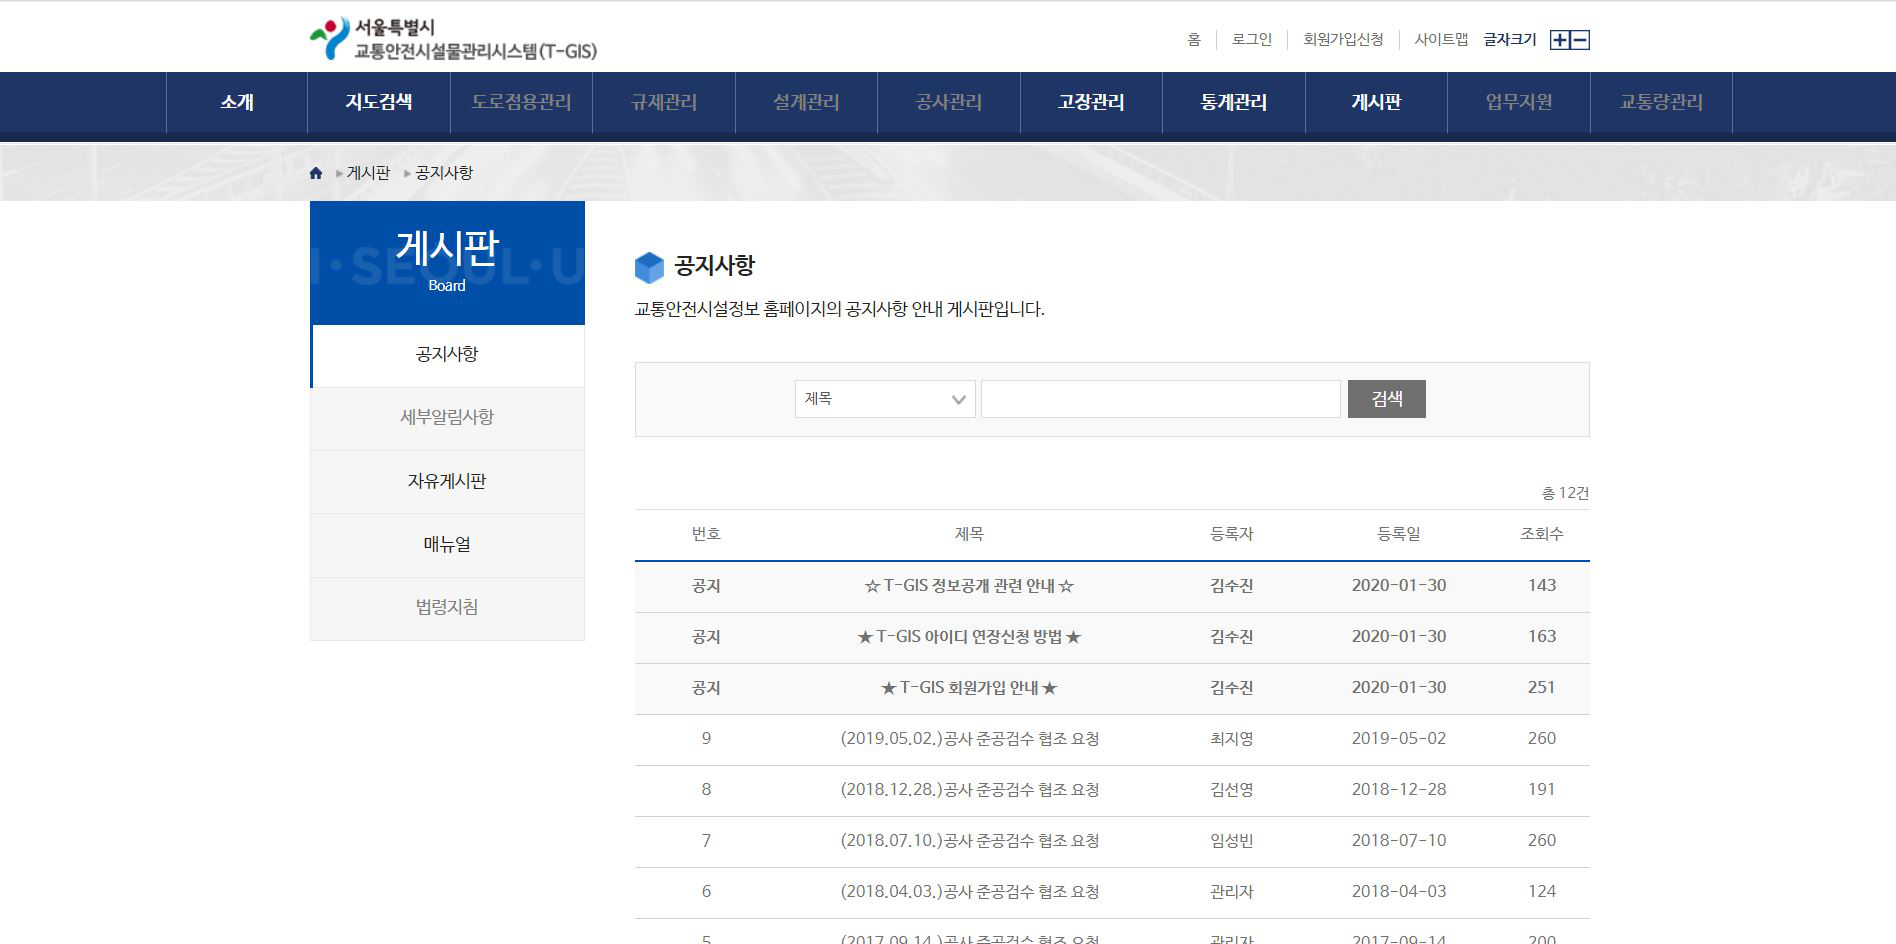 서울특별시
교통안전시설물관리시스템(T-GIS)
홈 로그인 회원가입신청 사이트맵 글자크기
소개 지도검색 도로점용관리 규제관리 설계관리 공사관리 고장관리 통계관리 게시판 업무지원 교통량관리
게시판 공지사항
게시판
I·SEOUL·U
Board
공지사항
세부알림사항
자유게시판
매뉴얼
법령지침
공지사항
교통안전시설정보 홈페이지의 공지사항 안내 게시판입니다.
제목 검색
총 12건
번호 제목 등록자 등록일 조회수
공지 ☆ T-GIS 정보공개 관련 안내 ☆ 김수진 2020-01-30 143
공지 ★ T-GIS 아이디 연장신청 방법 ★ 김수진 2020-01-30 163
공지 ★ T-GIS 회원가입 안내 ★ 김수진 2020-01-30 251
9 (2019.05.02.)공사 준공검수 협조 요청 최지영 2019-05-02 260
8 (2018.12.28.)공사 준공검수 협조 요청 김선영 2018-12-28 191
7 (2018.07.10.)공사 준공검수 협조 요청 임성빈 2018-07-10 260
6 (2018.04.03.)공사 준공검수 협조 요청 관리자 2018-04-03 124
5 (2017.09.14.)공사 준공검수 협조 요청 관리자 2017-09-14 200